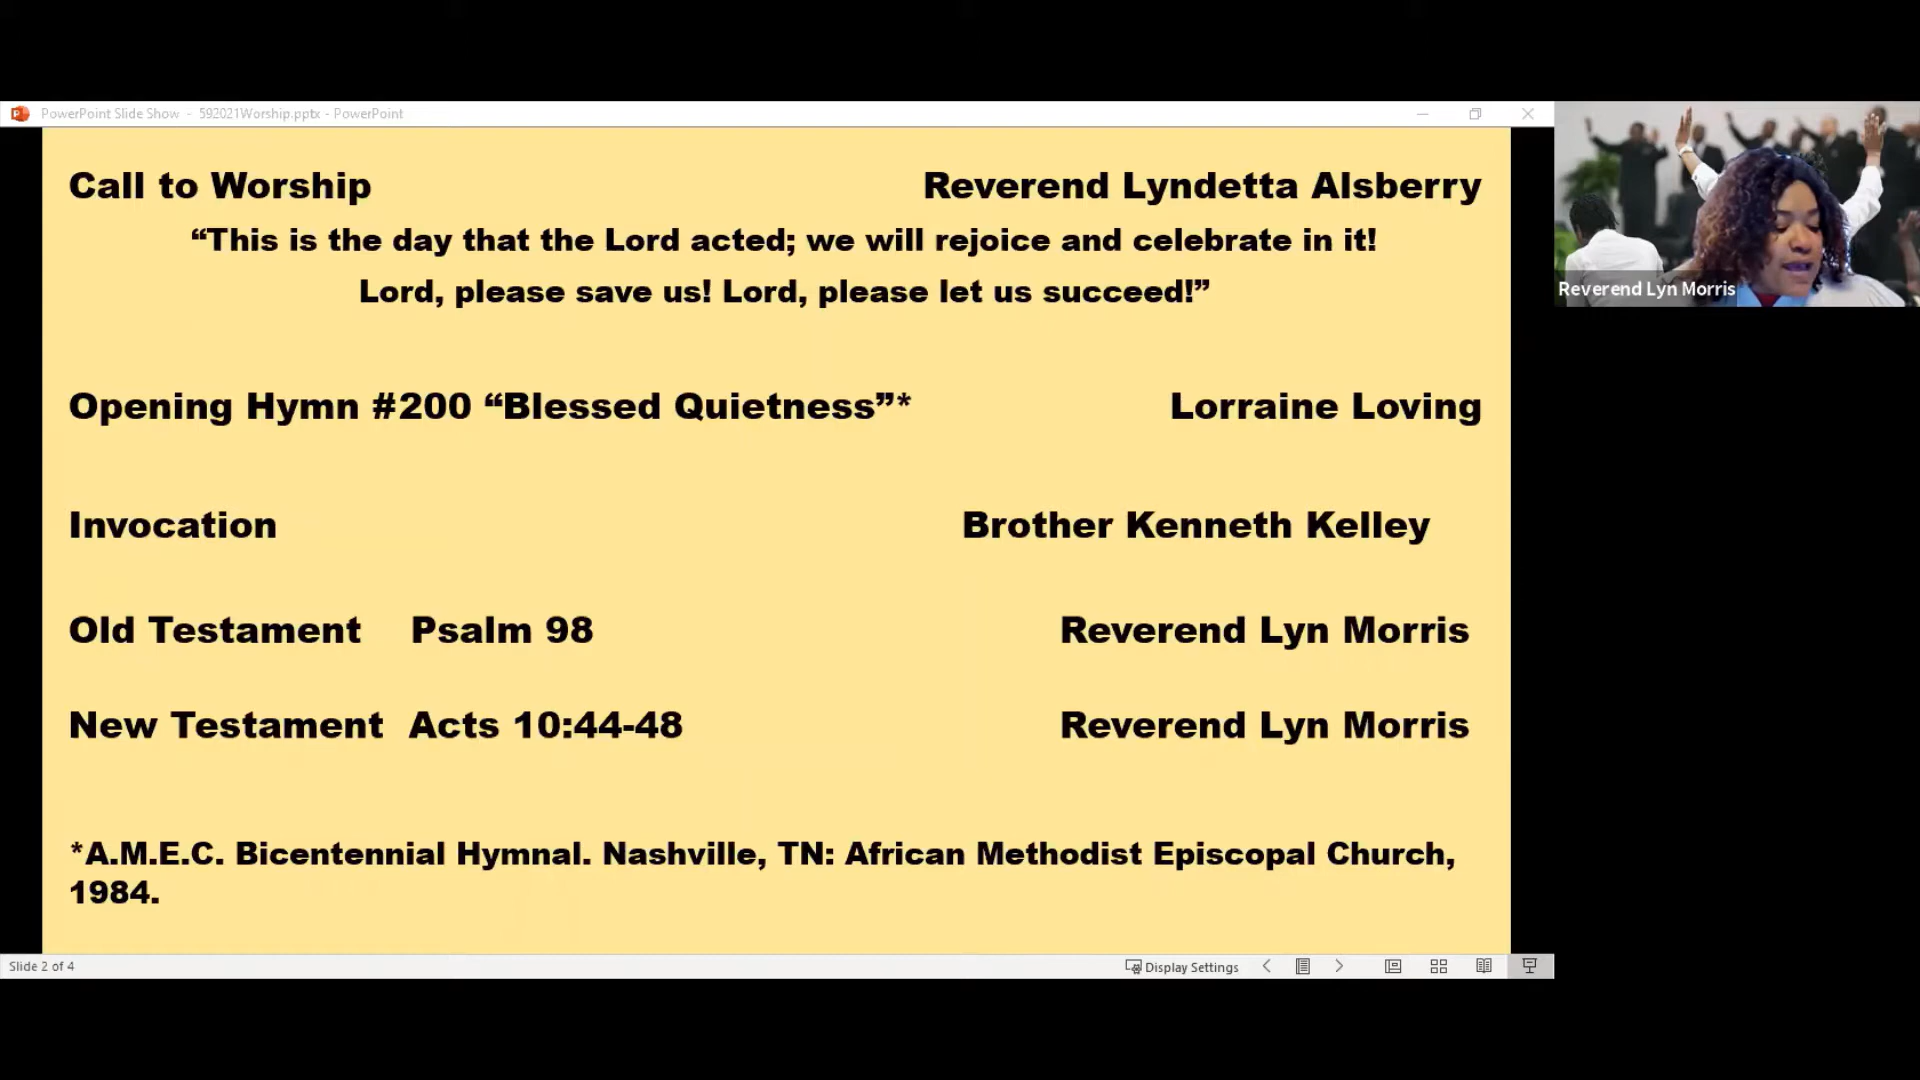 PowerPoint Slide Show - 592021Worship.pptx - PowerPoint
Call to Worship Reverend Lyndetta Alsberry
“This is the day that the Lord acted; we will rejoice and celebrate in it!
Lord, please save us! Lord, please let us succeed!”
Opening Hymn #200 “Blessed Quietness”* Lorraine Loving
Invocation Brother Kenneth Kelley
Old Testament Psalm 98 Reverend Lyn Morris
New Testament Acts 10:44-48 Reverend Lyn Morris
*A.M.E.C. Bicentennial Hymnal. Nashville, TN: African Methodist Episcopal Church,
1984.
Slide 2 of 4 Display Settings
Reverend Lyn Morris